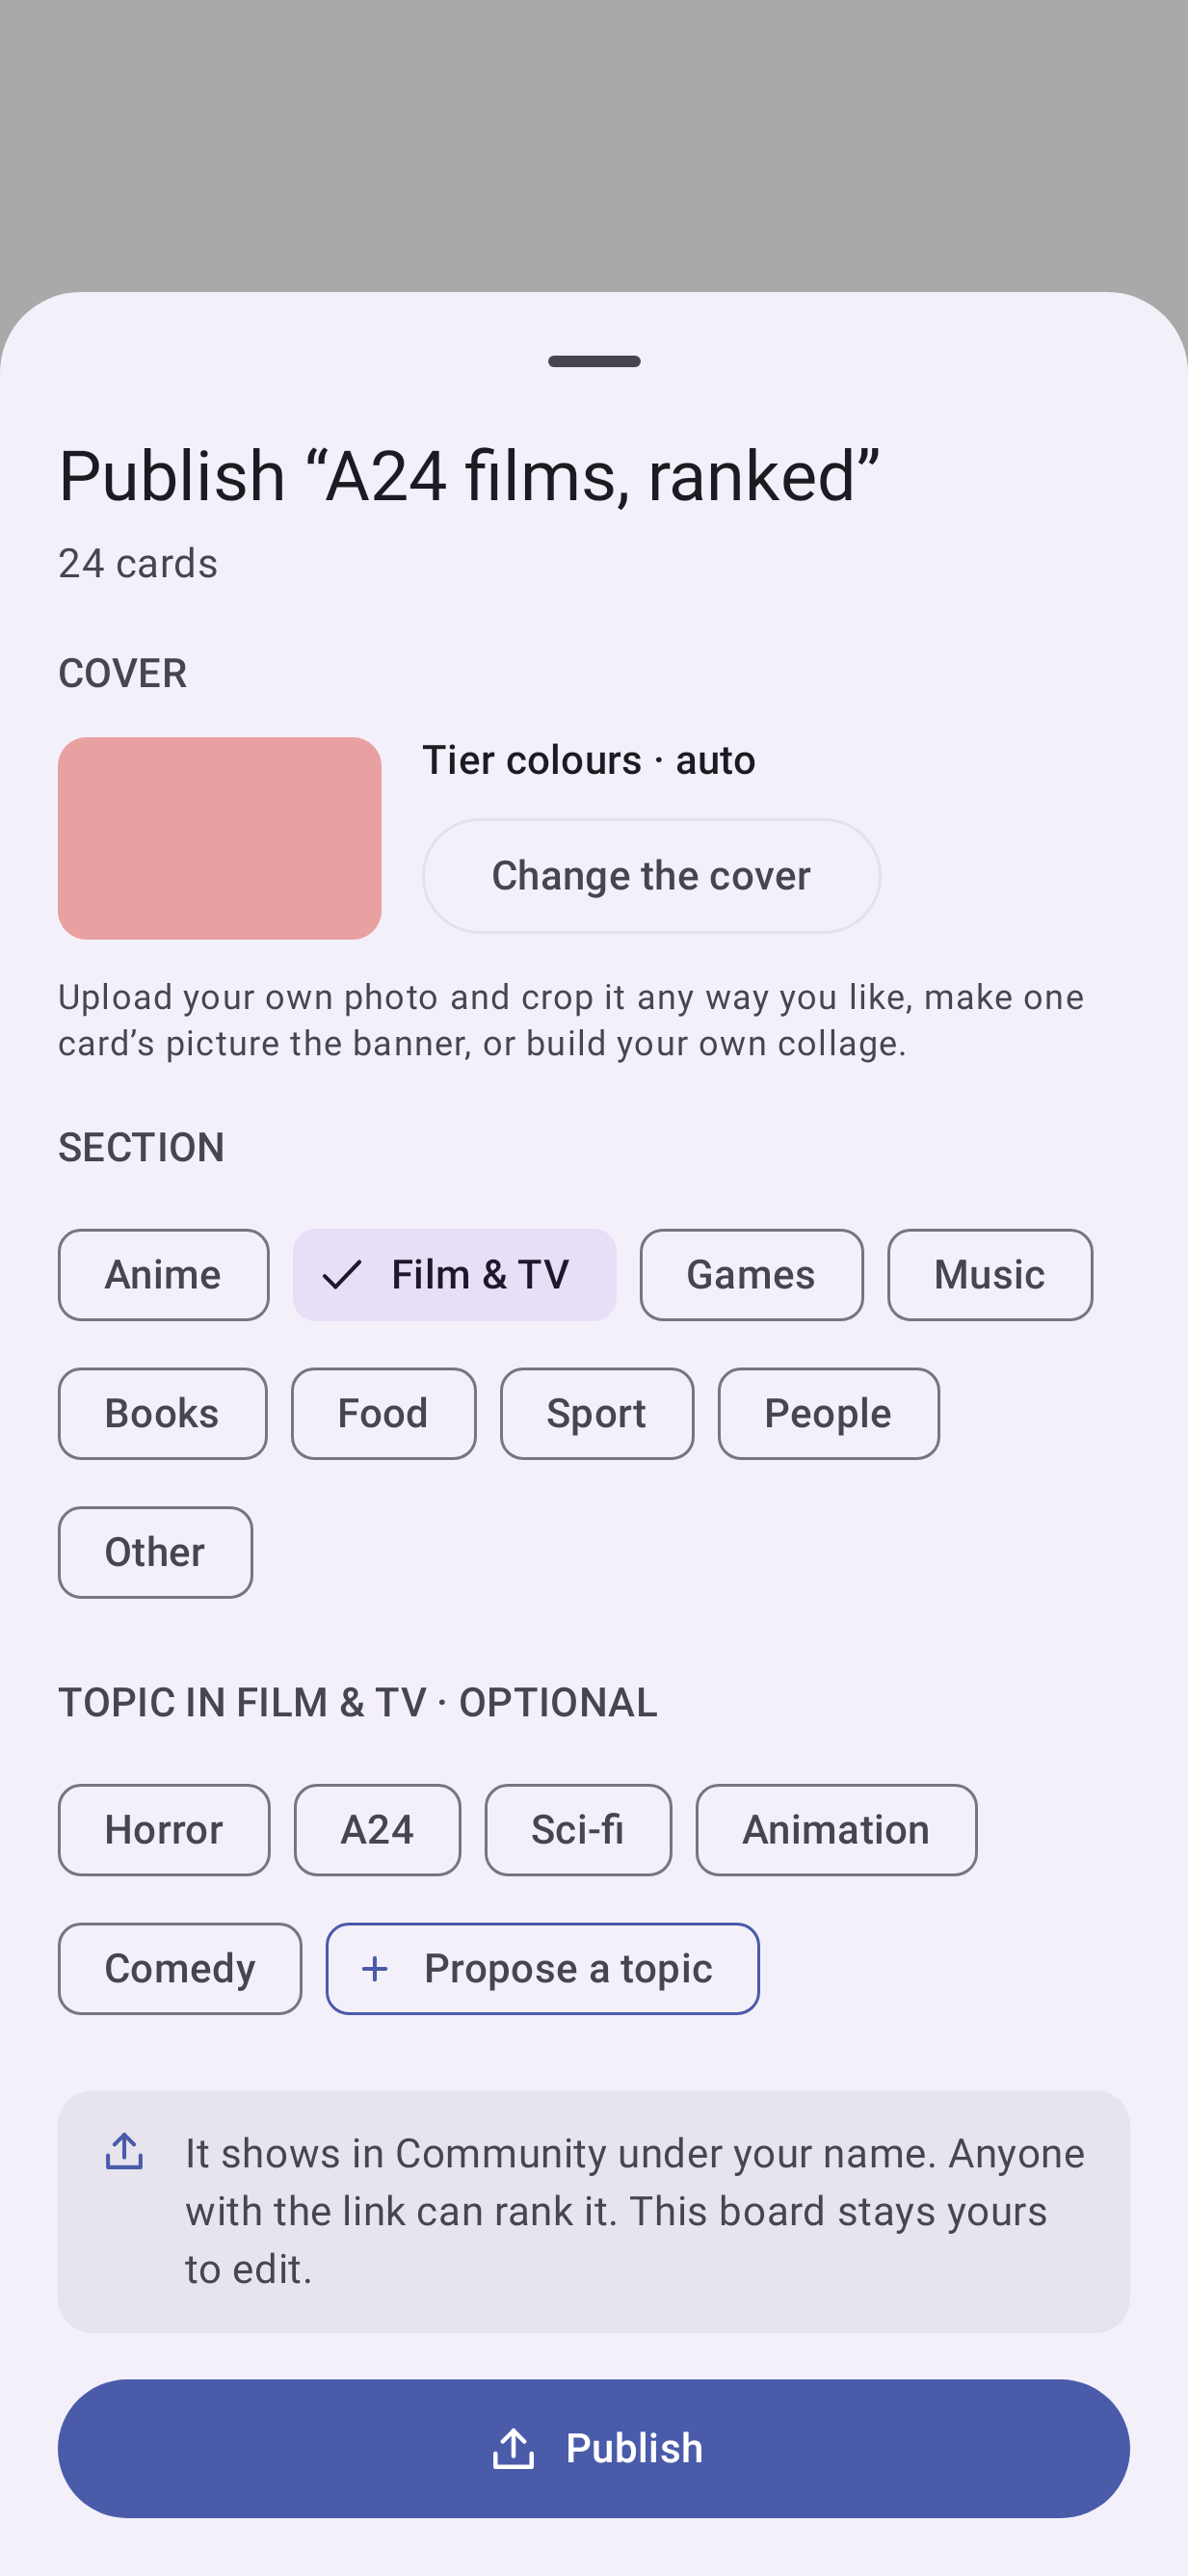 Publish “A24 films, ranked”
24 cards
COVER
Tier colours · auto
Change the cover
Upload your own photo and crop it any way you like, make one
card’s picture the banner, or build your own collage.
SECTION
Anime
Film & TV
Games
Music
Books
Food
Sport
People
Other
TOPIC IN FILM & TV · OPTIONAL
Horror
A24
Sci-fi
Animation
Comedy
Propose a topic
It shows in Community under your name. Anyone
with the link can rank it. This board stays yours
to edit.
Publish